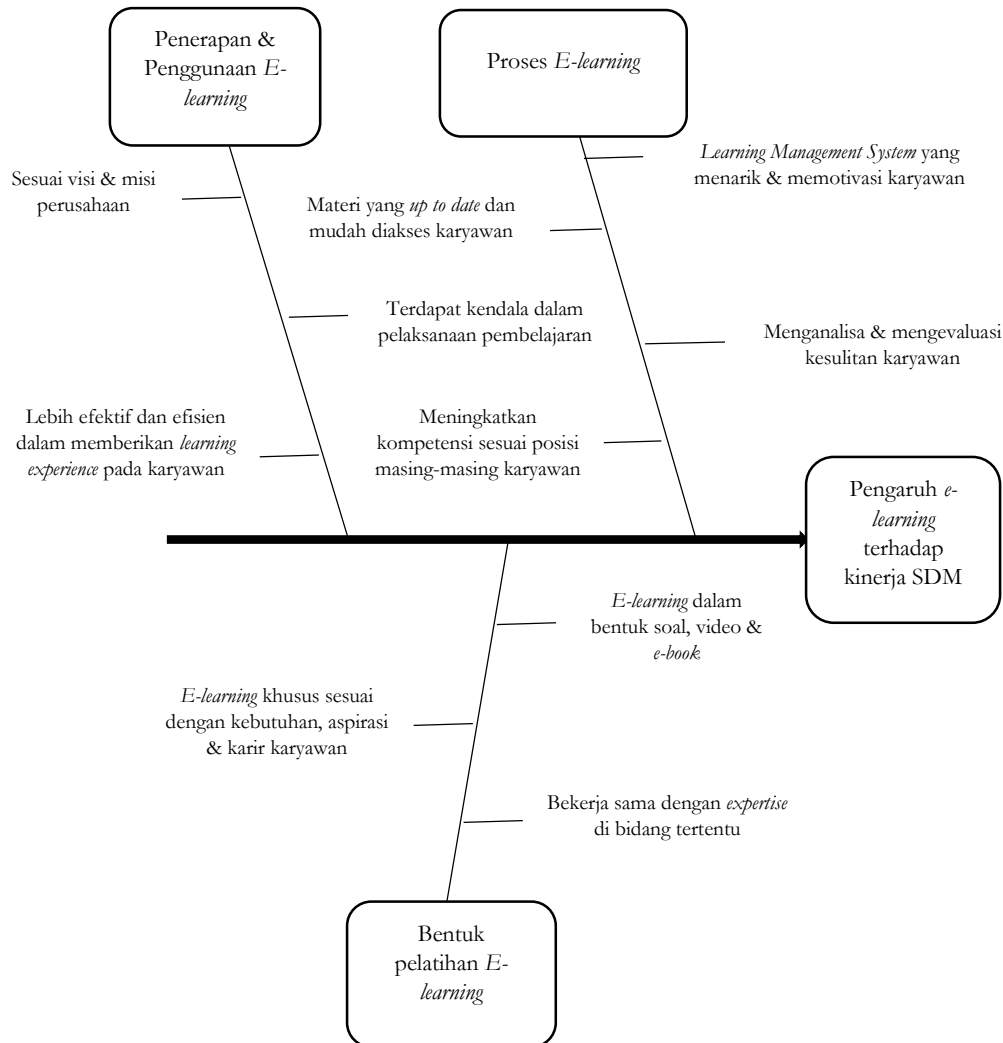 Penerapan &
Penggunaan E-
learning
Proses E-learning
Learning Management System yang
menarik & memotivasi karyawan
Sesuai visi & misi
perusahaan
Materi yang up to date dan
mudah diakses karyawan
Terdapat kendala dalam
pelaksanaan pembelajaran
Menganalisa & mengevaluasi
kesulitan karyawan
Lebih efektif dan efisien
dalam memberikan learning
experience pada karyawan
Meningkatkan
kompetensi sesuai posisi
masing-masing karyawan
Pengaruh e-
learning
terhadap
kinerja SDM
E-learning dalam
bentuk soal, video &
e-book
E-learning khusus sesuai
dengan kebutuhan, aspirasi
& karir karyawan
Bekerja sama dengan expertise
di bidang tertentu
Bentuk
pelatihan E-
learning